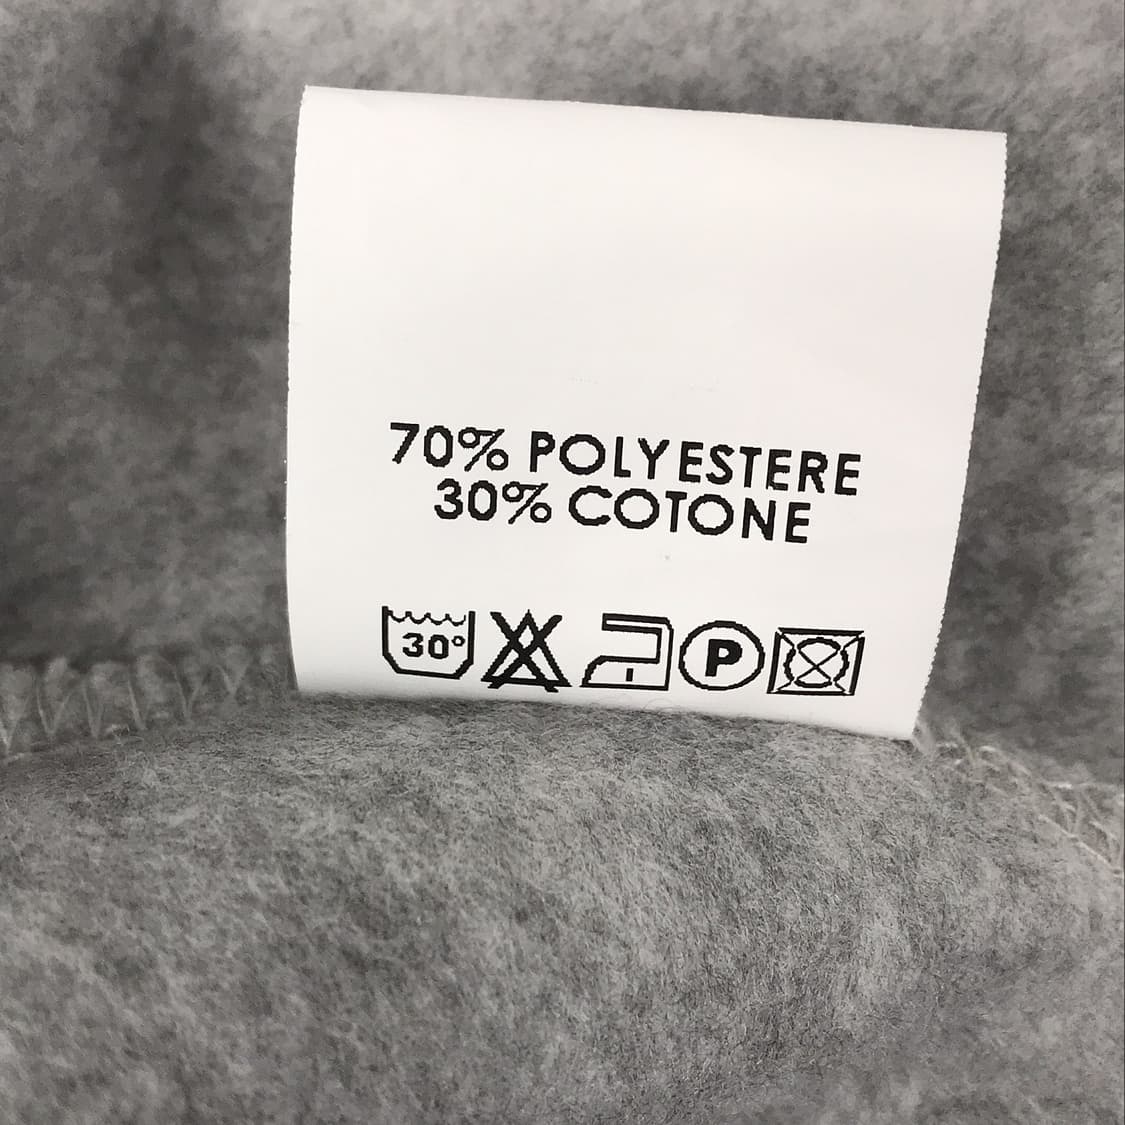 70% POLYESTERE
30% COTONE
30° P